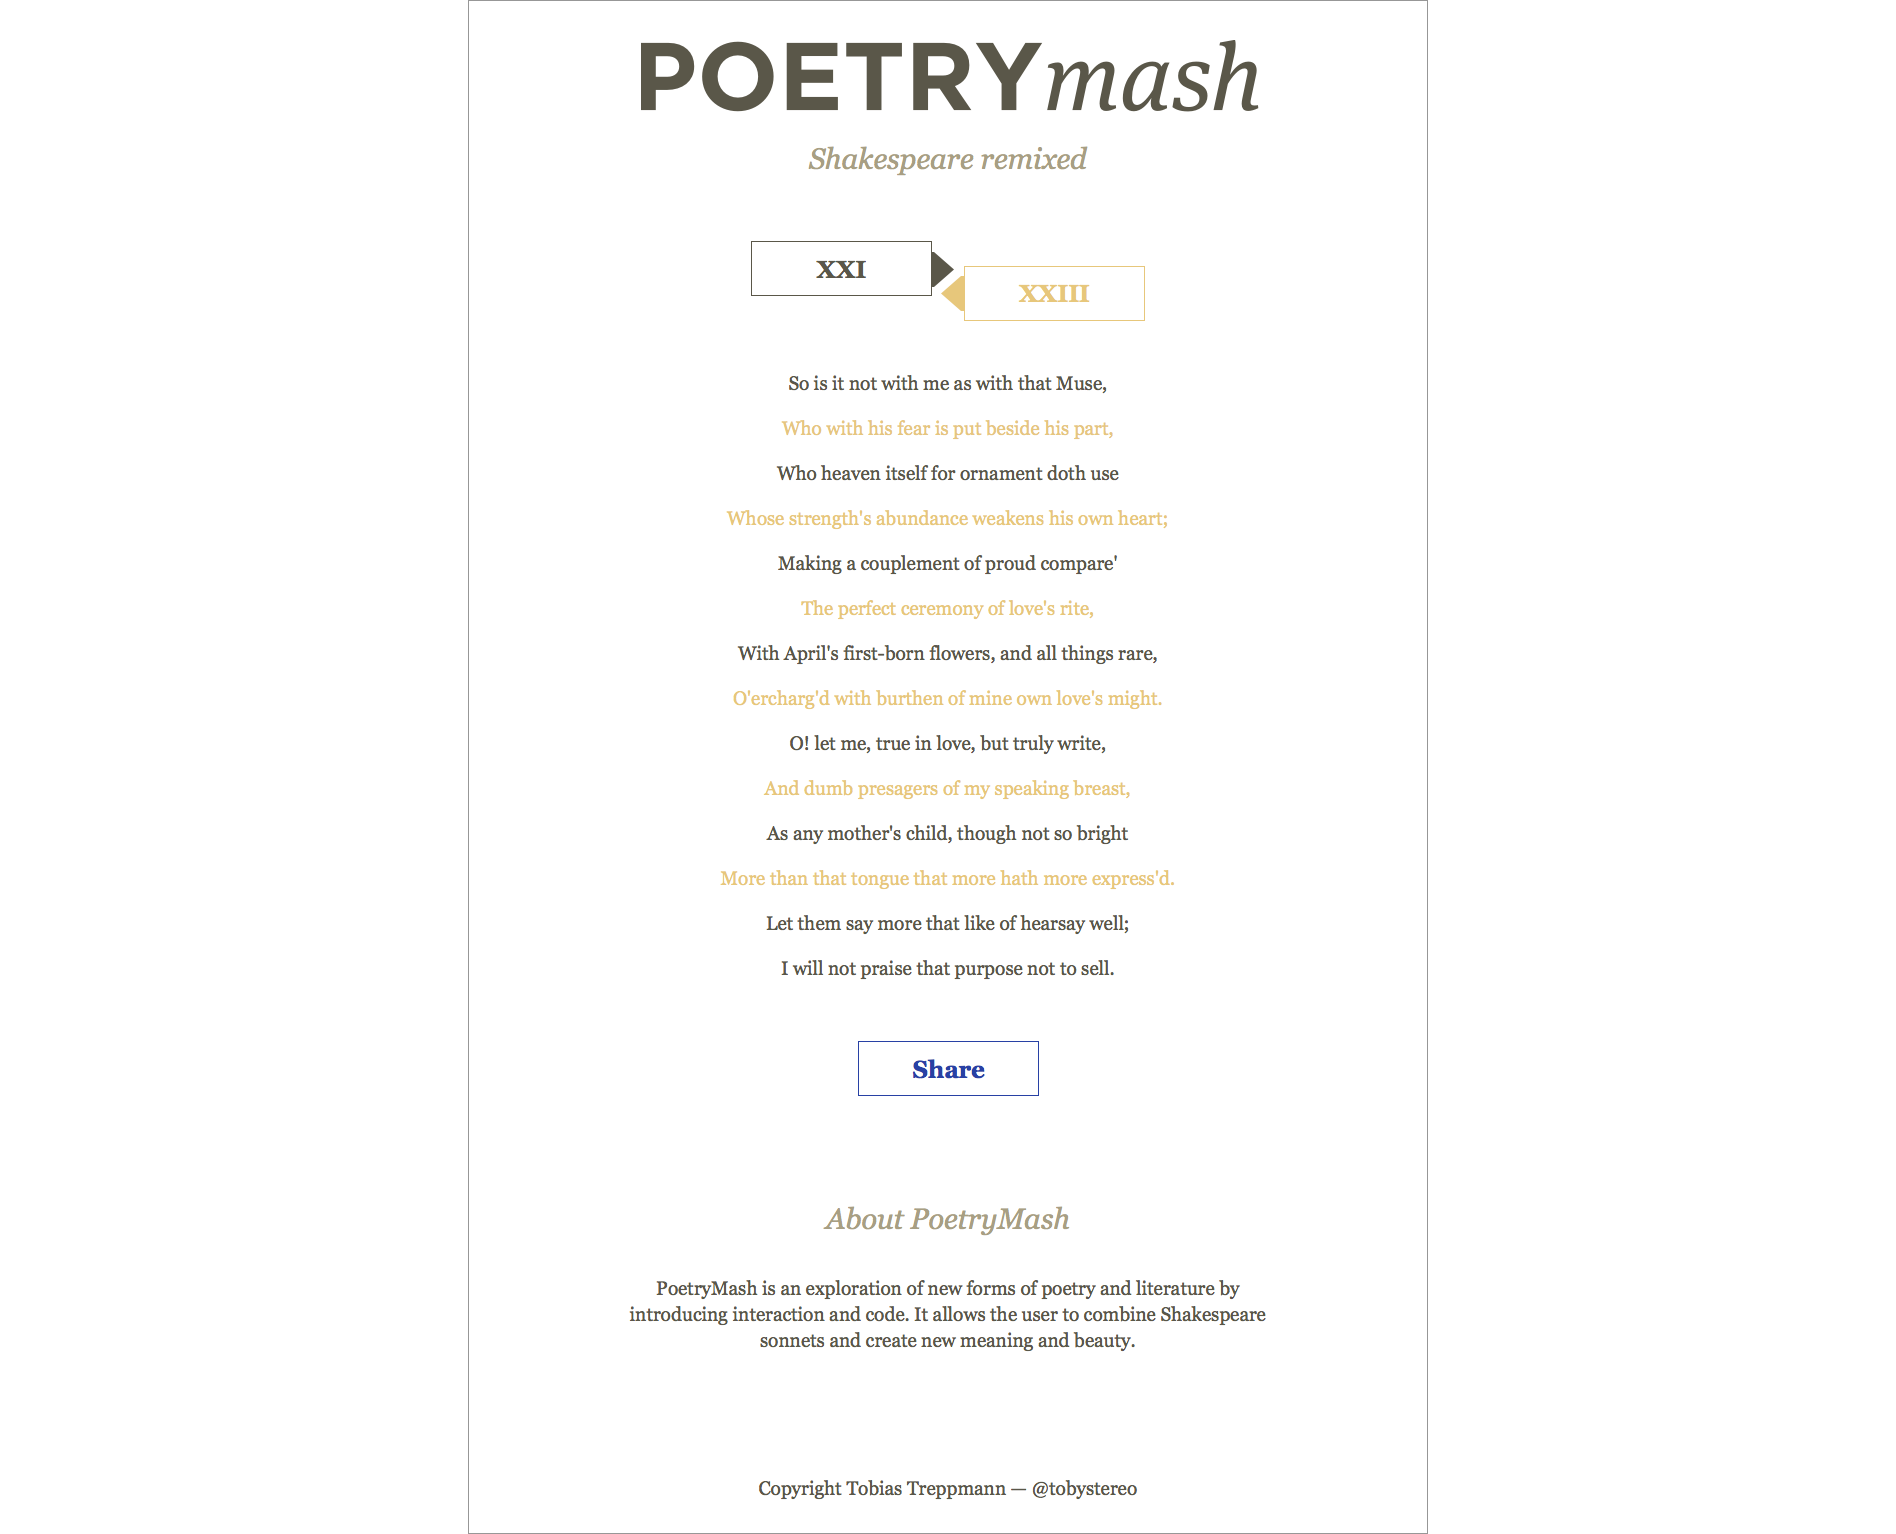 POETRYmash
Shakespeare remixed
XXI
XXIII
So is it not with me as with that Muse,
Who with his fear is put beside his part,
Who heaven itself for ornament doth use
Whose strength's abundance weakens his own heart;
Making a couplement of proud compare'
The perfect ceremony of love's rite,
With April's first-born flowers, and all things rare,
O'ercharg'd with burthen of mine own love's might.
O! let me, true in love, but truly write,
And dumb presagers of my speaking breast,
As any mother's child, though not so bright
More than that tongue that more hath more express'd.
Let them say more that like of hearsay well;
I will not praise that purpose not to sell.
Share
About PoetryMash
PoetryMash is an exploration of new forms of poetry and literature by
introducing interaction and code. It allows the user to combine Shakespeare
sonnets and create new meaning and beauty.
Copyright Tobias Treppmann — @tobystereo